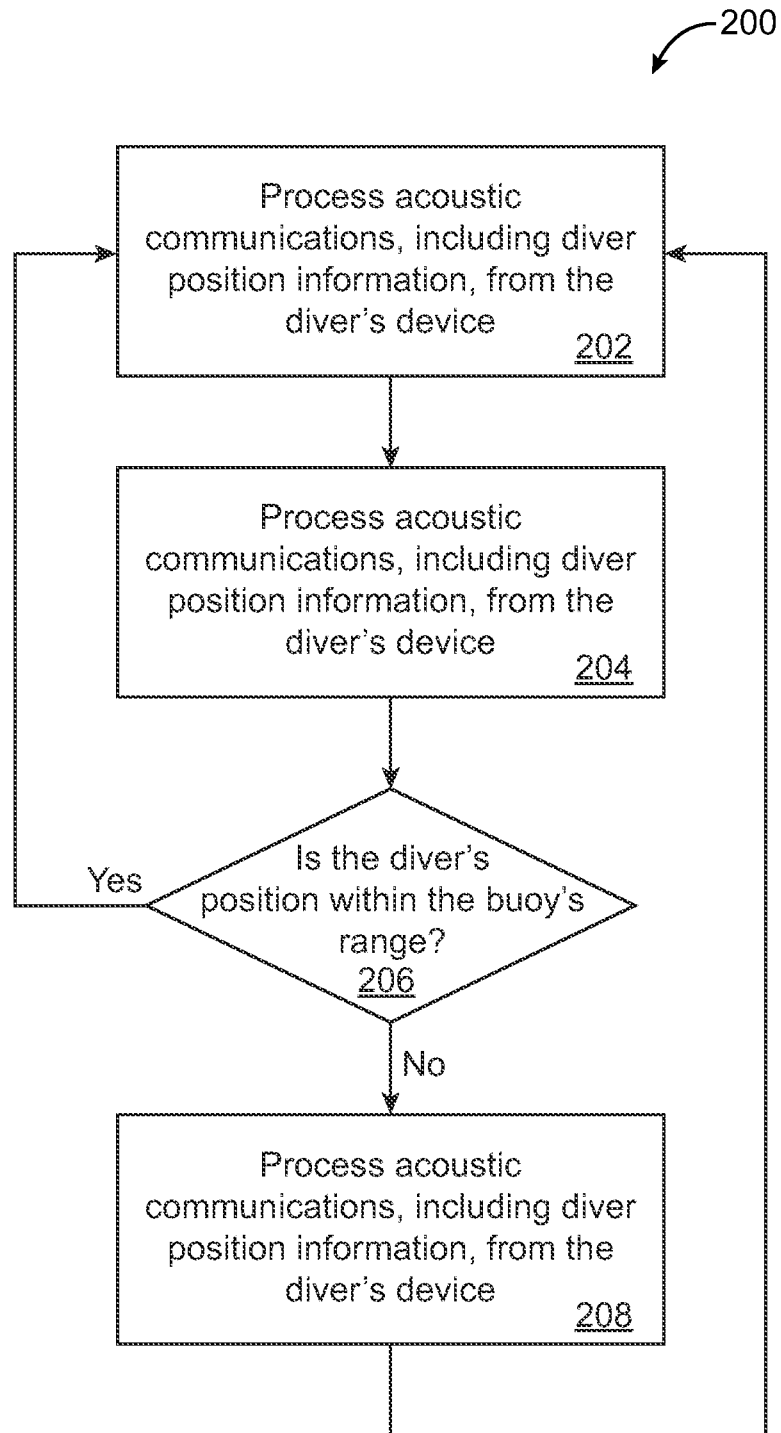 200
Process acoustic
communications, including diver
position information, from the
diver's device
202
Process acoustic
communications, including diver
position information, from the
diver's device
204
Is the diver's
position within the buoy's
range?
206
Yes
No
Process acoustic
communications, including diver
position information, from the
diver's device
208